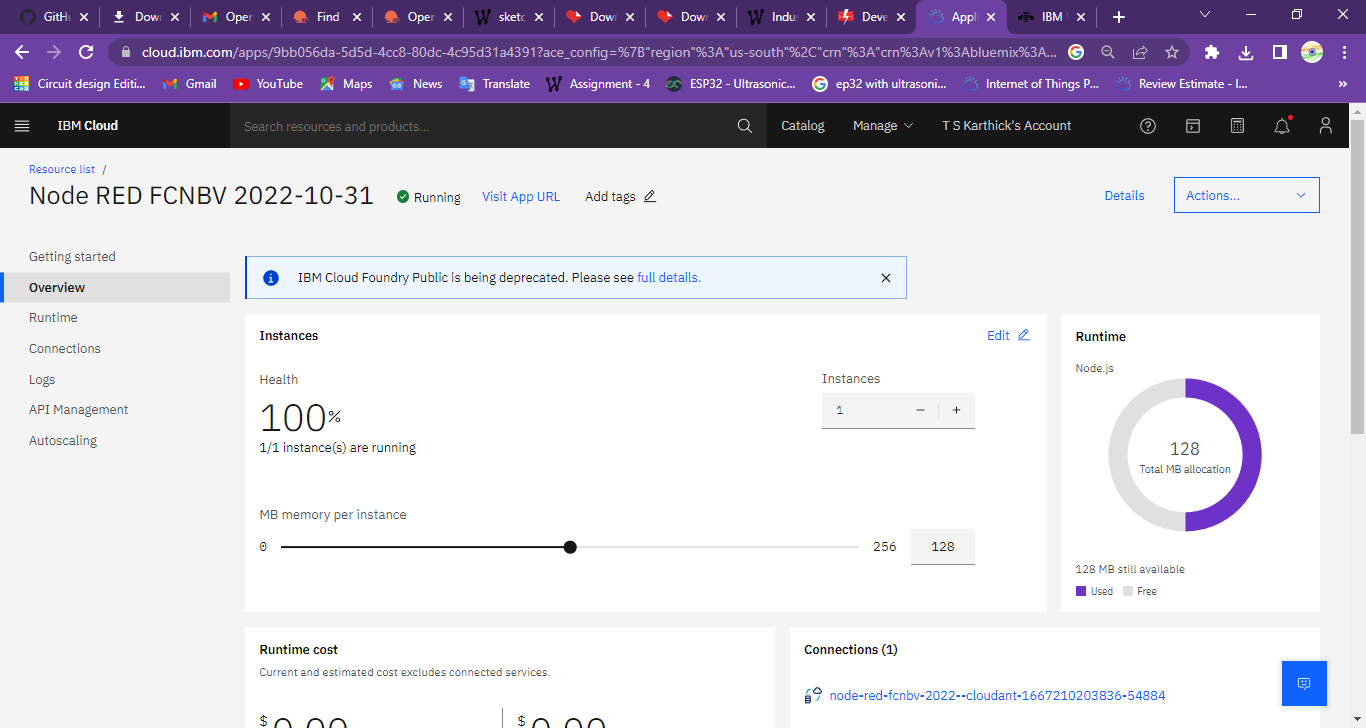 GitHu
Down
Open
Find
Open
sketc
Down
Down
Indus
Deve
Appl
IBM
cloud.ibm.com/apps/9bb056da-5d5d-4cc8-80dc-4c95d31a4391?ace_config=%7B"region"%3A"us-south"%2C"crn"%3A"crn%3Av1%3Abluemix%3A...
Circuit design Editi...
Gmail
YouTube
Maps
News
Translate
Assignment - 4
ESP32 - Ultrasonic...
ep32 with ultrasoni...
Internet of Things P...
Review Estimate - I...
IBM Cloud
Search resources and products...
Catalog
Manage
T S Karthick's Account
Resource list /
Node RED FCNBV 2022-10-31
Running
Visit App URL
Add tags
Details
Actions...
Getting started
Overview
Runtime
Connections
Logs
API Management
Autoscaling
IBM Cloud Foundry Public is being deprecated. Please see full details.
Instances
Edit
Health
100%
1/1 instance(s) are running
Instances
1
MB memory per instance
0
256
128
Runtime
Node.js
128
Total MB allocation
128 MB still available
Used
Free
Runtime cost
Current and estimated cost excludes connected services.
$0.00
$0.00
Connections (1)
node-red-fcnbv-2022--cloudant-1667210203836-54884